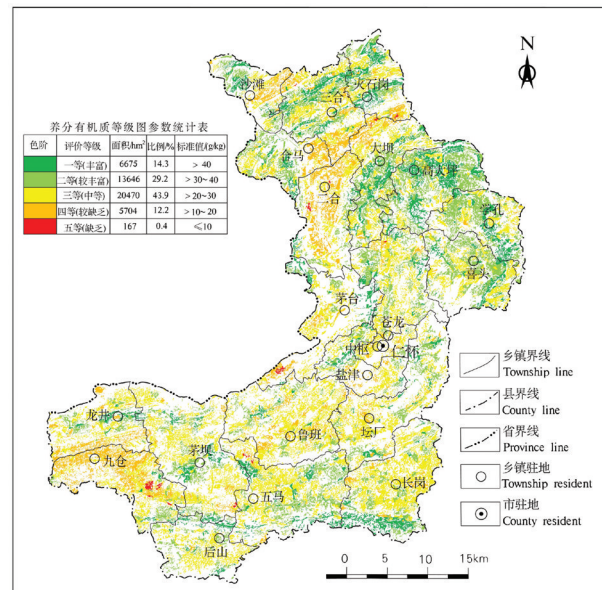 N
养分有机质等级图参数统计表
色阶 评价等级 面积/hm² 比例/% 标准值/(g/kg)
一等(丰富) 6675 14.3 > 40
二等(较丰富) 13646 29.2 > 30~40
三等(中等) 20470 43.9 > 20~30
四等(较缺乏) 5704 12.2 > 10~20
五等(缺乏) 167 0.4 ≤10
沙滩
火石岗
三合
合马
大坝
高大坪
二合
学孔
喜头
茅台
苍龙
中枢
仁怀
盐津
龙井
坛厂
鲁班
茅坝
九仓
五马
长岗
后山
乡镇界线
Township line
县界线
County line
省界线
Province line
乡镇驻地
Township resident
市驻地
County resident
0 5 10 15km